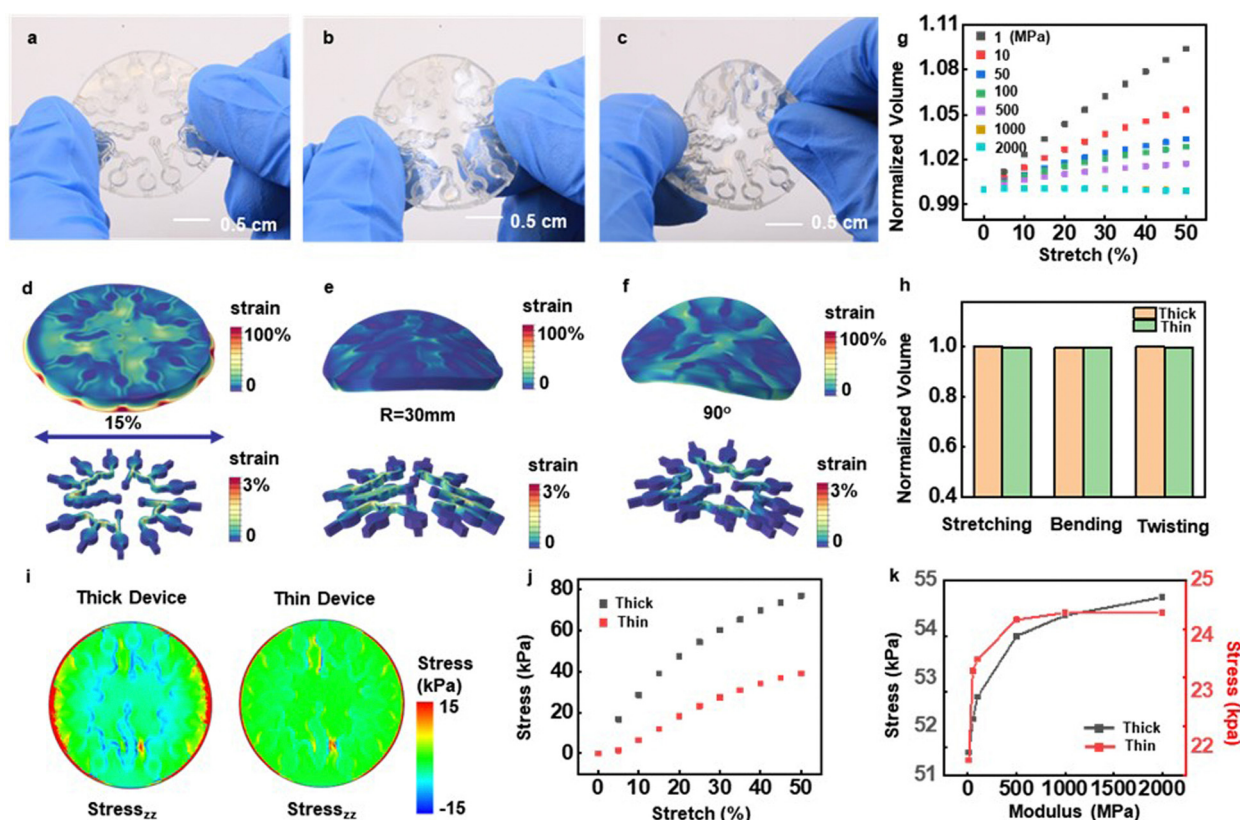 a
0.5 cm
b
0.5 cm
c
0.5 cm
g
1.11
1.08
1.05
1.02
0.99
Normalized Volume
1 (MPa)
10
50
100
500
1000
2000
0 10 20 30 40 50
Stretch (%)
d
strain
100%
0
15%
strain
3%
0
e
strain
100%
0
R=30mm
strain
3%
0
f
strain
100%
0
90°
strain
3%
0
h
Thick
Thin
1.0
0.8
0.6
0.4
Normalized Volume
Stretching Bending Twisting
i
Thick Device
Thin Device
Stress
(kPa)
15
-15
Stresszz
Stresszz
j
80
60
40
20
0
Stress (kPa)
Thick
Thin
0 10 20 30 40 50
Stretch (%)
k
55
54
53
52
51
Stress (kPa)
25
24
23
22
Stress (kpa)
Thick
Thin
0 500 1000 1500 2000
Modulus (MPa)